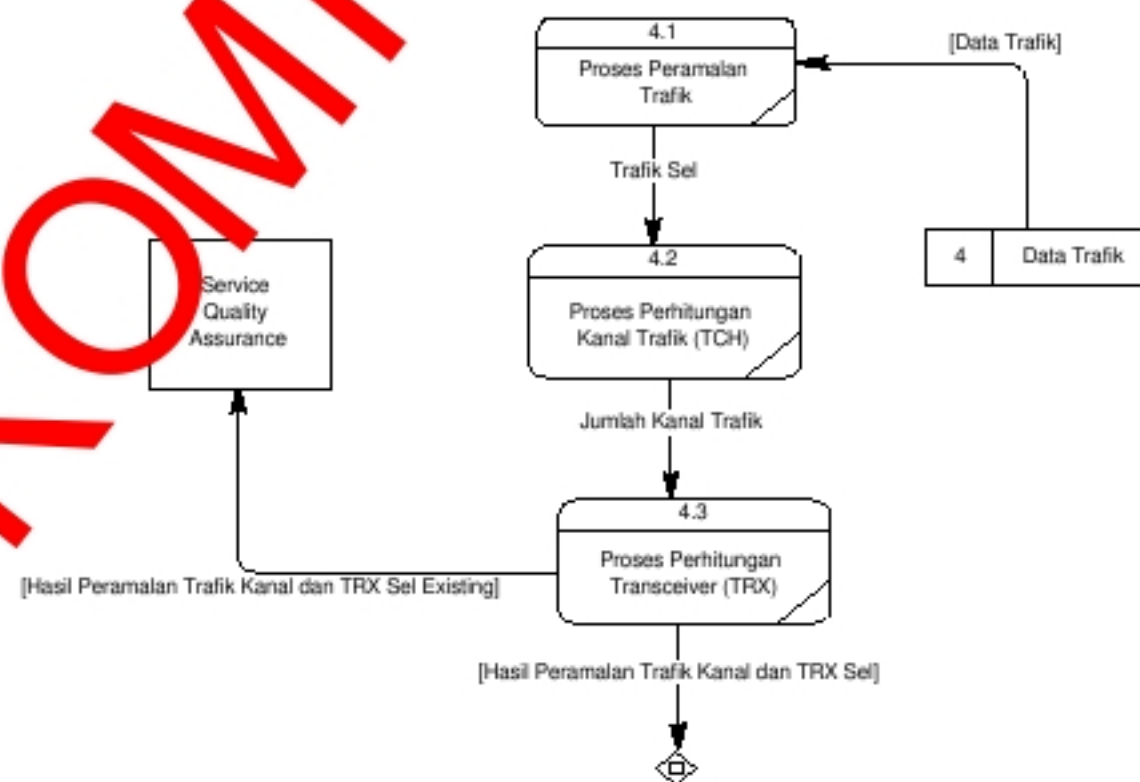 4.1
Proses Peramalan
Trafik
[Data Trafik]
Trafik Sel
4
Data Trafik
4.2
Proses Perhitungan
Kanal Trafik (TCH)
Service
Quality
Assurance
Jumlah Kanal Trafik
4.3
Proses Perhitungan
Transceiver (TRX)
[Hasil Peramalan Trafik Kanal dan TRX Sel Existing]
[Hasil Peramalan Trafik Kanal dan TRX Sel]
OM